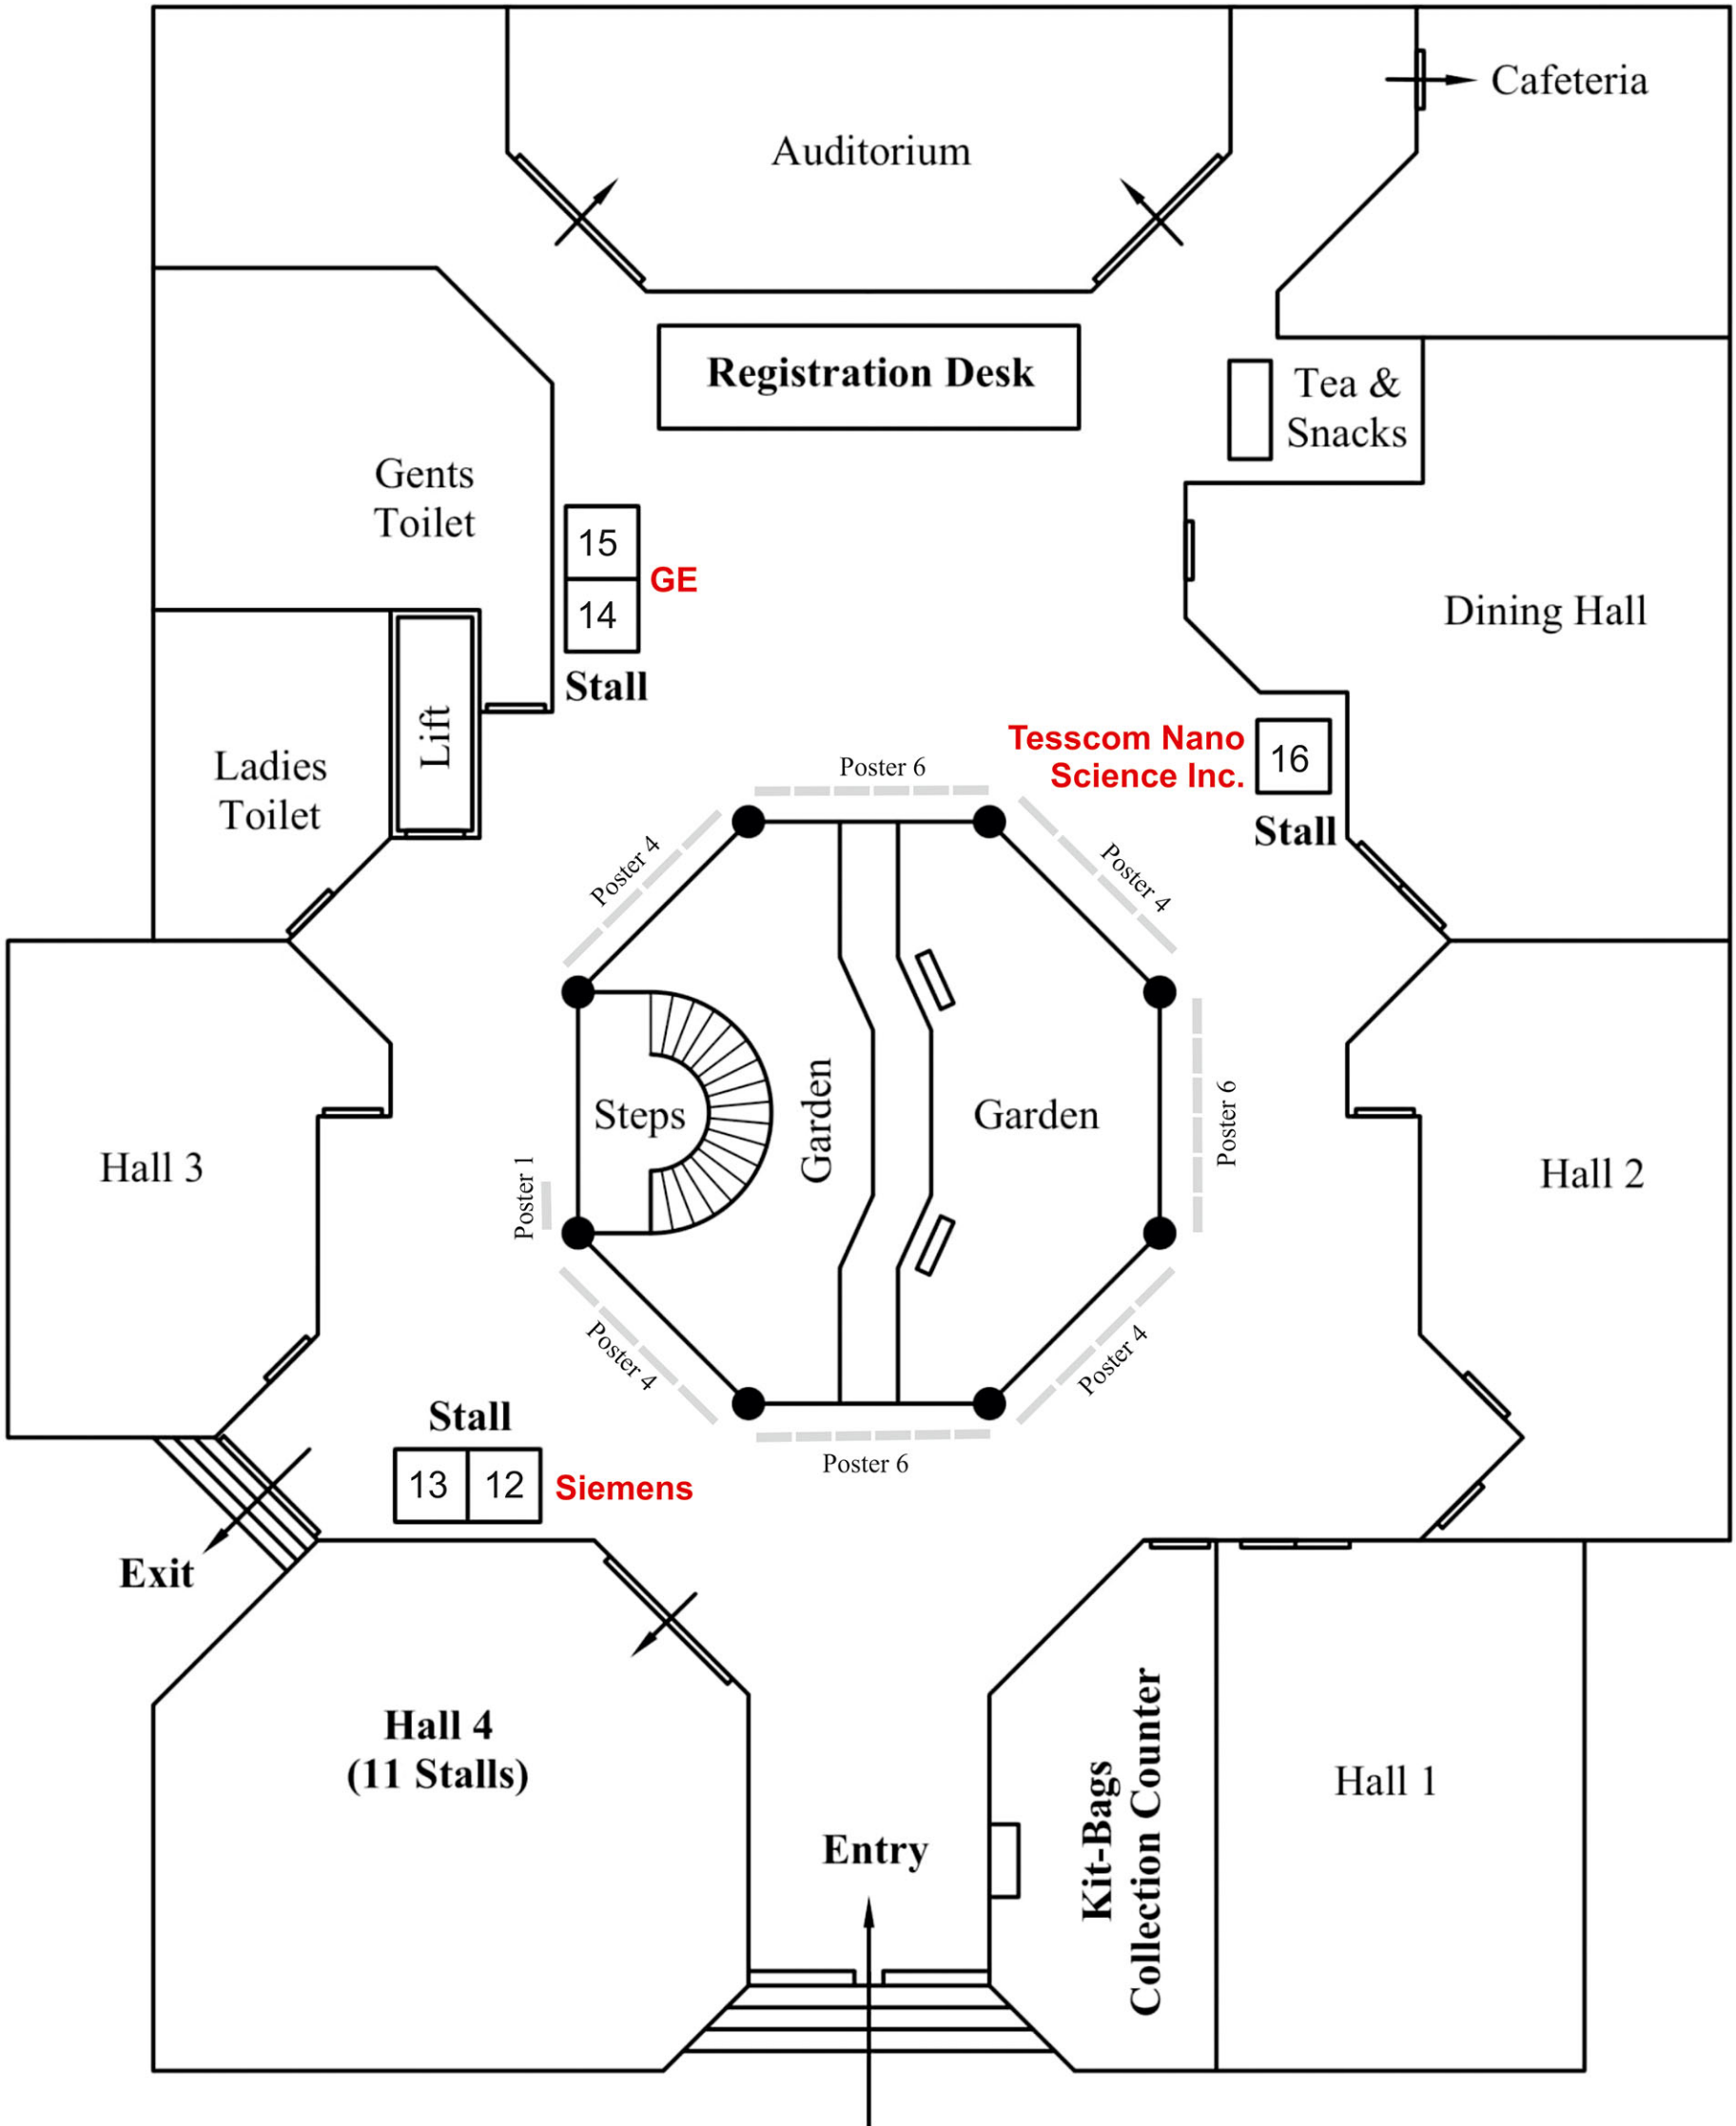 Cafeteria
Auditorium
Registration Desk
Tea &
Snacks
Gents
Toilet
15
GE
14
Stall
Dining Hall
Lift
Ladies
Toilet
Tesscom Nano
Science Inc.
16
Stall
Poster 6
Poster 4
Poster 4
Steps
Garden
Garden
Poster 6
Hall 3
Hall 2
Poster 1
Poster 4
Poster 4
Stall
13
12
Siemens
Poster 6
Exit
Hall 4
(11 Stalls)
Entry
Kit-Bags
Collection Counter
Hall 1